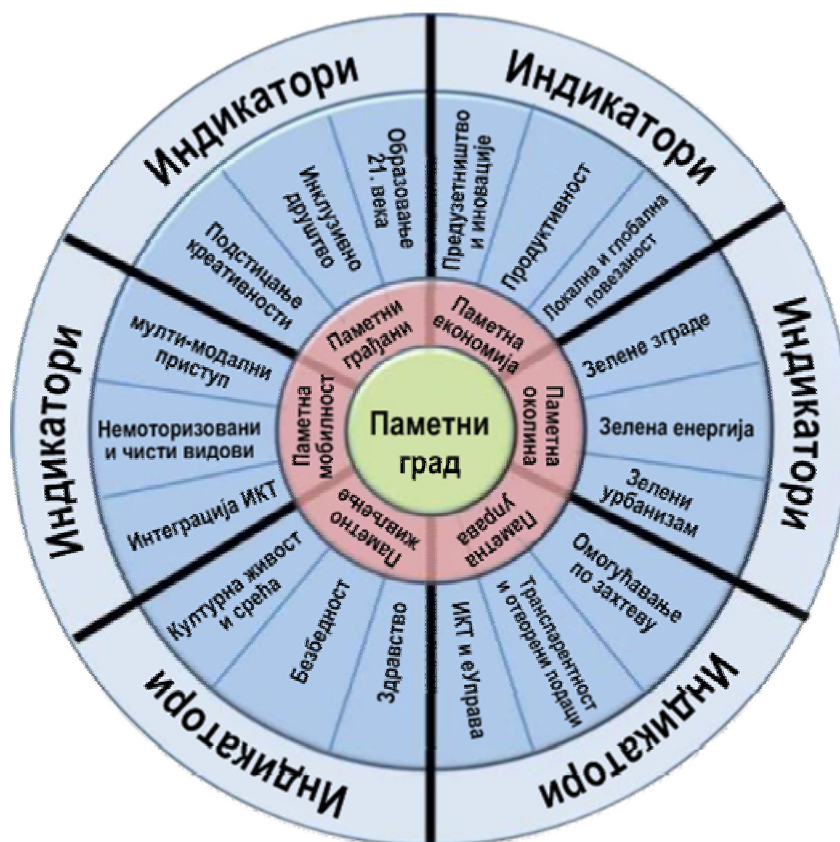 Паметни
град
Паметна
економија
Паметна
околина
Паметна
управа
Паметно
живљење
Паметна
мобилност
Паметни
грађани
Предузетништво
и иновације
Продуктивност
Локална и глобална
повезаност
Зелене зграде
Зелена енергија
Зелени
урбанизам
Омогућавање
по захтеву
Транспарентност
и отворени подаци
ИКТ и еУправа
Здравство
Безбедност
Културна живост
и срећа
Интеграција ИКТ
Немоторизовани
и чисти видови
мулти-модални
приступ
Подстицање
креативности
Инклузивно
друштво
Образовање
21. века
Индикатори
Индикатори
Индикатори
Индикатори
Индикатори
Индикатори